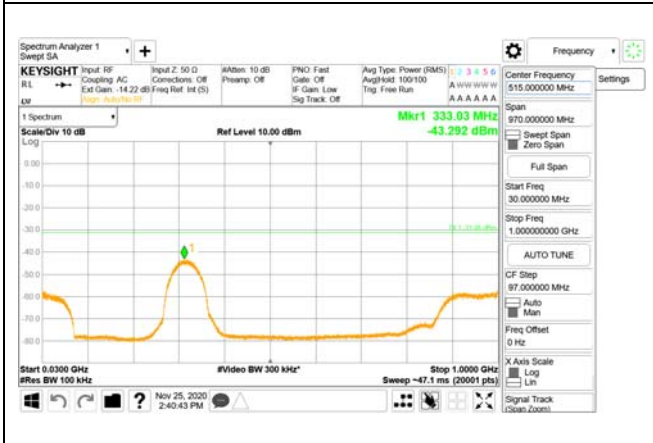 Spectrum Analyzer 1
Swept SA
+
Frequency
KEYSIGHT
Input: RF
Coupling: AC
Ext Gain: -14.22 dB
Align: Auto/No RF
Input Z: 50 Ω
Corrections: Off
Freq Ref: Int (S)
#Atten: 10 dB
Preamp: Off
PNO: Fast
Gate: Off
IF Gain: Low
Sig Track: Off
Avg Type: Power (RMS)
Avg|Hold: 100/100
Trig: Free Run
1 2 3 4 5 6
A W W W W W
A A A A A A
RL
1 Spectrum
Scale/Div 10 dB
Log
Ref Level 10.00 dBm
Mkr1 333.03 MHz
-43.292 dBm
0.00
-10.0
-20.0
-30.0
-40.0
-50.0
-60.0
-70.0
-80.0
1
Start 0.0300 GHz
#Res BW 100 kHz
#Video BW 300 kHz*
Stop 1.0000 GHz
Sweep ~47.1 ms (20001 pts)
Nov 25, 2020
2:40:43 PM
Center Frequency
515.000000 MHz
Settings
Span
970.000000 MHz
Swept Span
Zero Span
Full Span
Start Freq
30.000000 MHz
Stop Freq
1.000000000 GHz
AUTO TUNE
CF Step
97.000000 MHz
Auto
Man
Freq Offset
0 Hz
X Axis Scale
Log
Lin
Signal Track
(Span Zoom)